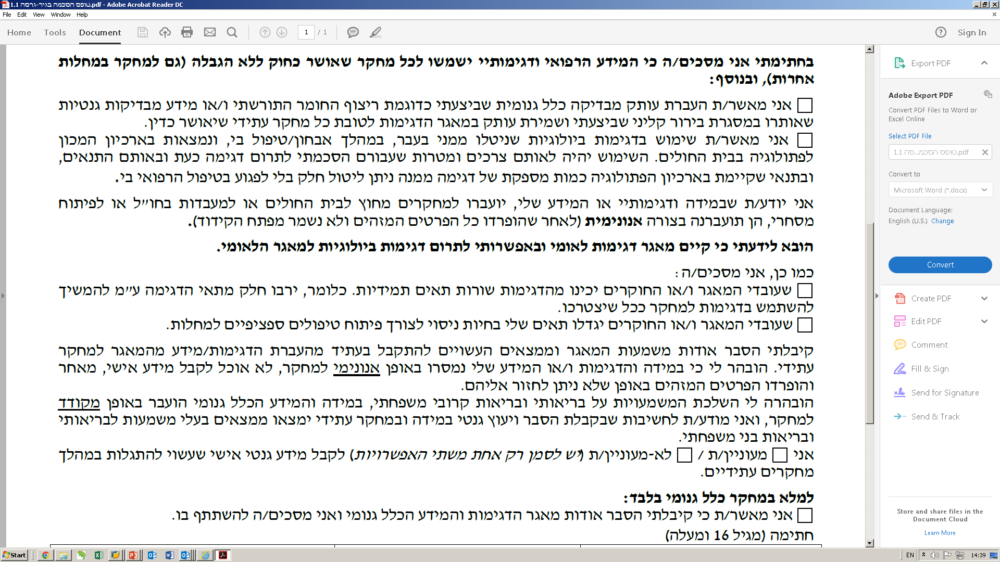 טופס הסכמה בגיר-גרסה 1.1.pdf - Adobe Acrobat Reader DC
File Edit View Window Help
Home Tools Document 1 / 1 Sign In
בחתימתי אני מסכים/ה כי המידע הרפואי ודגימותיי ישמשו לכל מחקר שאושר כחוק ללא הגבלה (גם למחקר במחלות
אחרות), ובנוסף:
אני מאשר/ת העברת עותק מבדיקה כלל גנומית שביצעתי כדוגמת ריצוף החומר התורשתי ו/או מידע מבדיקות גנטיות
שאותרו במסגרת בירור קליני שביצעתי ושמירת עותק במאגר הדגימות לטובת כל מחקר עתידי שיאושר כדין.
אני מאשר/ת שימוש בדגימות ביולוגיות שניטלו ממני בעבר, במהלך אבחון/טיפול בי, ונמצאות בארכיון המכון
לפתולוגיה בבית החולים. השימוש יהיה לאותם צרכים ומטרות שעבורם הסכמתי לתרום דגימה כעת ובאותם התנאים,
ובתנאי שקיימת בארכיון הפתולוגיה כמות מספקת של דגימה ממנה ניתן ליטול חלק בלי לפגוע בטיפול הרפואי בי.
אני יודע/ת שבמידה ודגימותיי או המידע שלי, יועברו למחקרים מחוץ לבית החולים או למעבדות בחו״ל או לפיתוח
מסחרי, הן תועברנה בצורה אנונימית (לאחר שהופרדו כל הפרטים המזהים ולא נשמר מפתח הקידוד).
הובא לידעתי כי קיים מאגר דגימות לאומי ובאפשרותי לתרום דגימות ביולוגיות למאגר הלאומי.
כמו כן, אני מסכים/ה:
שעובדי המאגר ו/או החוקרים יכינו מהדגימות שורות תאים תמידיות. כלומר, ירבו חלק מתאי הדגימה ע״מ להמשיך
להשתמש בדגימות למחקר ככל שיצטרכו.
שעובדי המאגר ו/או החוקרים יגדלו תאים שלי בחיות ניסוי לצורך פיתוח טיפולים ספציפיים למחלות.
קיבלתי הסבר אודות משמעות המאגר וממצאים העשויים להתקבל בעתיד מהעברת הדגימות/מידע מהמאגר למחקר
עתידי. הובהר לי כי במידה והדגימות ו/או המידע שלי נמסרו באופן אנונימי למחקר, לא אוכל לקבל מידע אישי, מאחר
והופרדו הפרטים המזהים באופן שלא ניתן לחזור אליהם.
הובהרה לי השלכת המשמעויות על בריאותי ובריאות קרובי משפחתי, במידה והמידע הכלל גנומי הועבר באופן מקודד
למחקר, ואני מודע/ת לחשיבות שבקבלת הסבר ויעוץ גנטי במידה ובמחקר עתידי ימצאו ממצאים בעלי משמעות לבריאותי
ובריאות בני משפחתי.
אני מעוניין/ת / לא-מעוניין/ת (יש לסמן רק אחת משתי האפשרויות) לקבל מידע גנטי אישי שעשוי להתגלות במהלך
מחקרים עתידיים.
למלא במחקר כלל גנומי בלבד:
אני מאשר/ת כי קיבלתי הסבר אודות מאגר הדגימות והמידע הכלל גנומי ואני מסכים/ה להשתתף בו.
חתימה (מגיל 16 ומעלה)
Export PDF
Adobe Export PDF
Convert PDF Files to Word or
Excel Online
Select PDF File
טופס הסכמ...סה 1.1.pdf
Convert to
Microsoft Word (*.docx)
Document Language:
English (U.S.) Change
Convert
Create PDF
Edit PDF
Comment
Fill & Sign
Send for Signature
Send & Track
Store and share files in the
Document Cloud
Learn More
Start EN 14:39